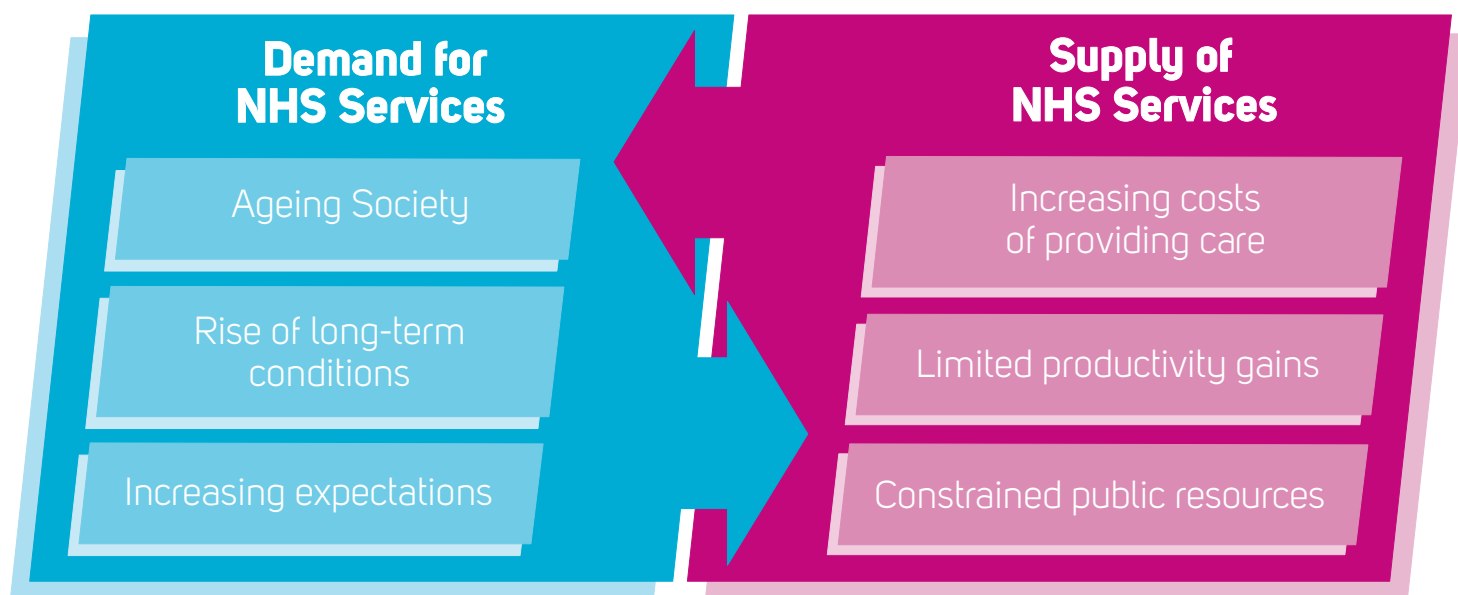 Demand for
NHS Services
Ageing Society
Rise of long-term
conditions
Increasing expectations
Supply of
NHS Services
Increasing costs
of providing care
Limited productivity gains
Constrained public resources